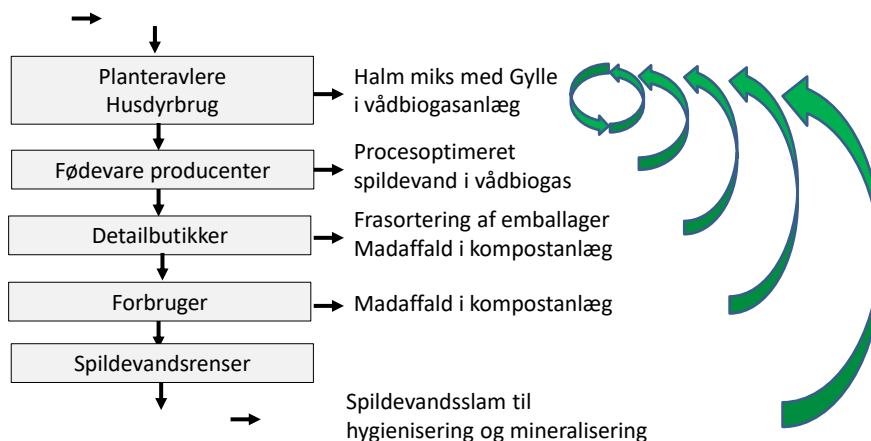 Planteravlere
Husdyrbrug
Halm miks med Gylle
i vådbiogasanlæg
Fødevare producenter
Procesoptimeret
spildevand i vådbiogas
Detailbutikker
Frasortering af emballager
Madaffald i kompostanlæg
Forbruger
Madaffald i kompostanlæg
Spildevandsrenser
Spildevandsslam til
hygienisering og mineralisering